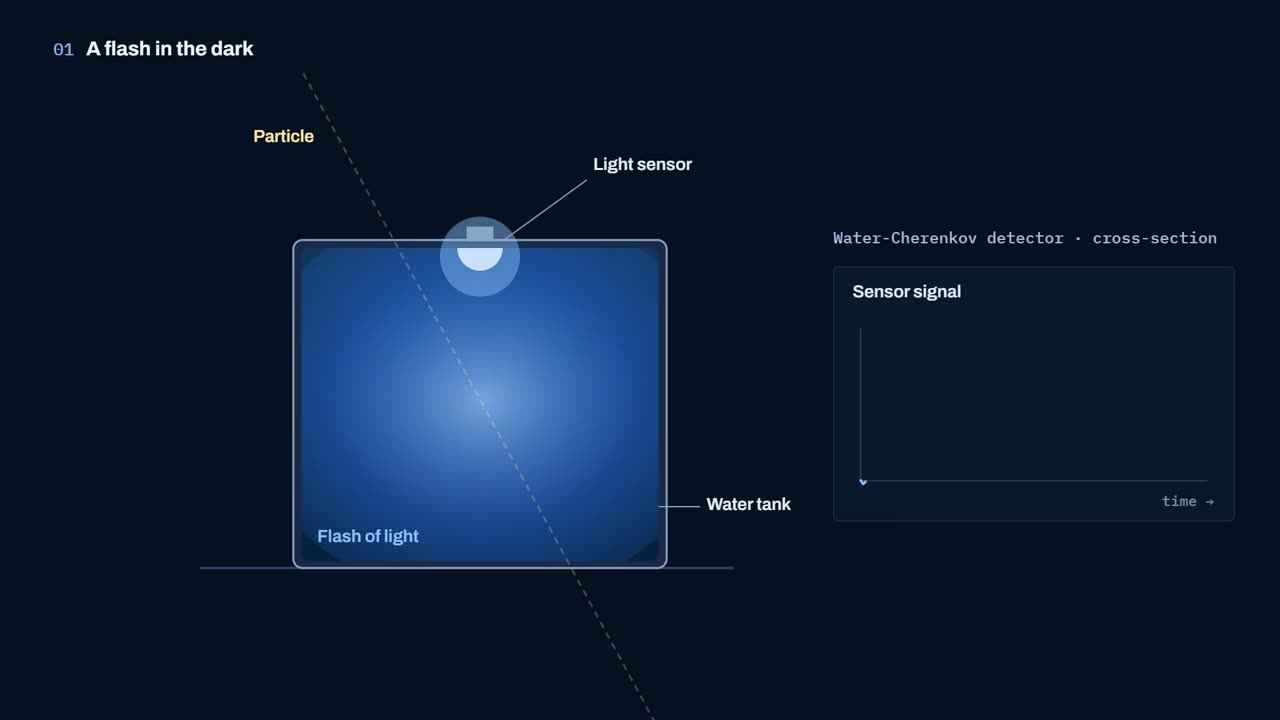 01 A flash in the dark
Particle
Light sensor
Water-Cherenkov detector · cross-section
Sensor signal
time →
Water tank
Flash of light